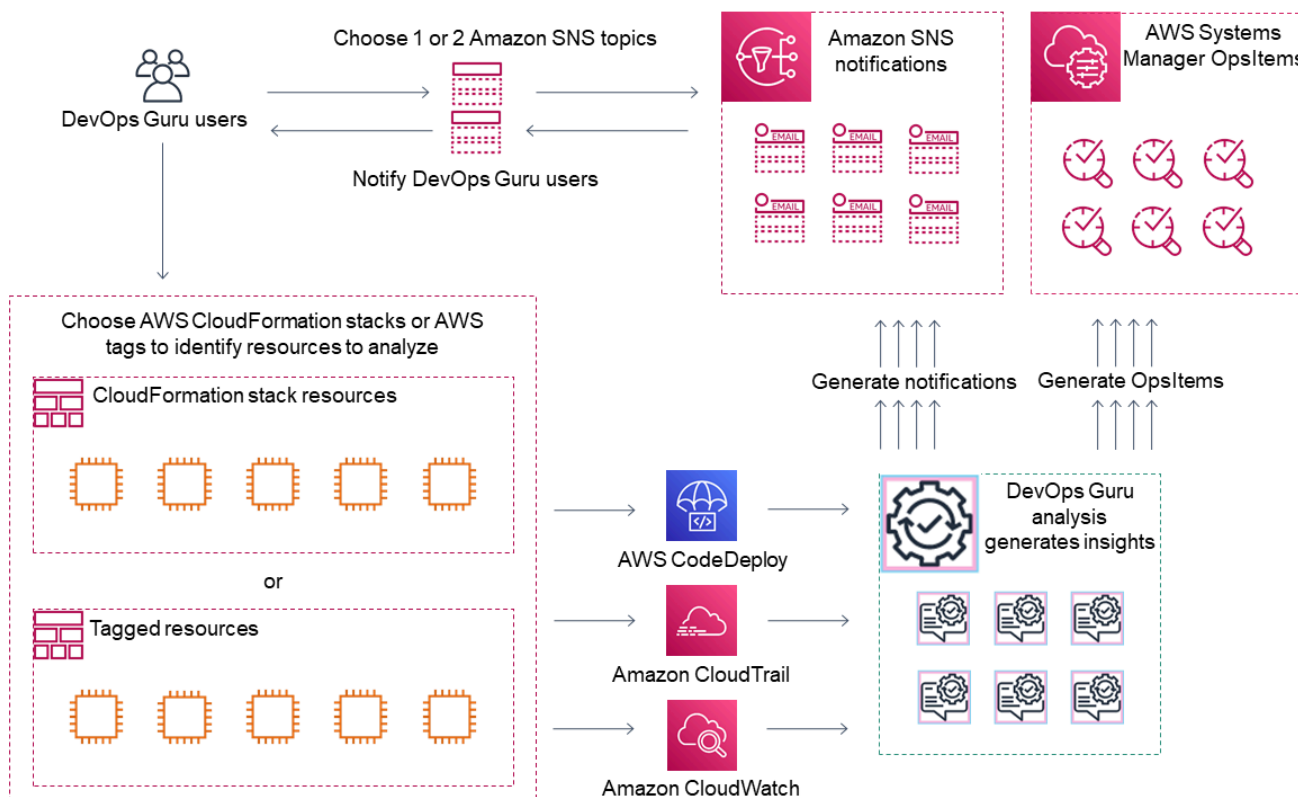 Choose 1 or 2 Amazon SNS topics
DevOps Guru users
Notify DevOps Guru users
Amazon SNS
notifications
EMAIL
EMAIL
EMAIL
EMAIL
EMAIL
EMAIL
AWS Systems
Manager OpsItems
Choose AWS CloudFormation stacks or AWS
tags to identify resources to analyze
CloudFormation stack resources
or
Tagged resources
</>
AWS CodeDeploy
Amazon CloudTrail
Amazon CloudWatch
Generate notifications
Generate OpsItems
DevOps Guru
analysis
generates insights